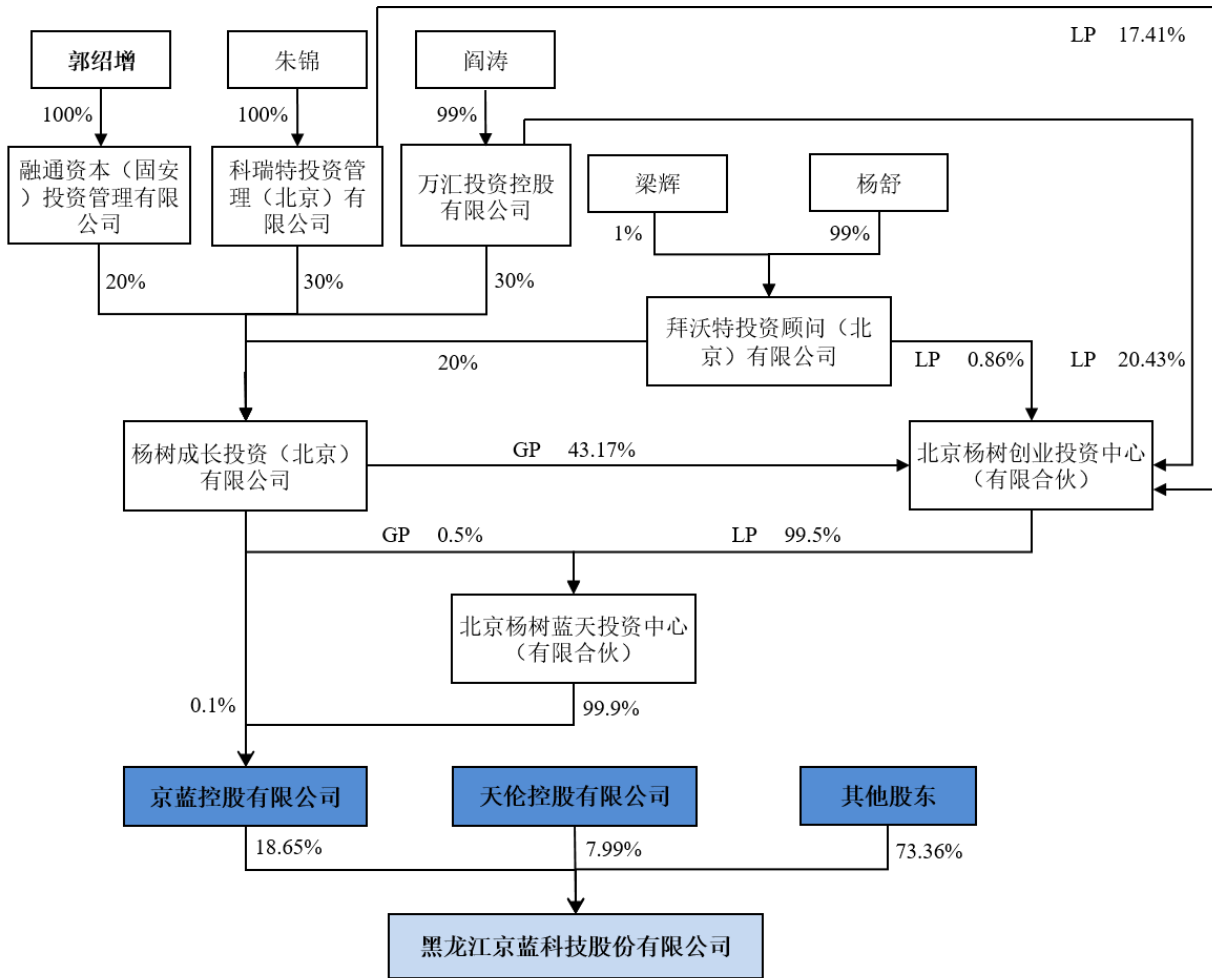 LP 17.41%
郭绍增
朱锦
阎涛
100%
100%
99%
融通资本（固安
）投资管理有限
公司
科瑞特投资管
理（北京）有
限公司
万汇投资控股
有限公司
梁辉
杨舒
1%
99%
20%
30%
30%
拜沃特投资顾问（北
京）有限公司
20%
LP 0.86%
LP 20.43%
杨树成长投资（北京）
有限公司
GP 43.17%
北京杨树创业投资中心
（有限合伙）
GP 0.5%
LP 99.5%
北京杨树蓝天投资中心
（有限合伙）
0.1%
99.9%
京蓝控股有限公司
天伦控股有限公司
其他股东
18.65%
7.99%
73.36%
黑龙江京蓝科技股份有限公司